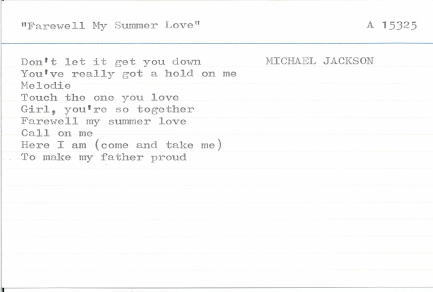 "Farewell My Summer Love" A 15325
Don't let it get you down MICHAEL JACKSON
You've really got a hold on me
Melodie
Touch the one you love
Girl, you're so together
Farewell my summer love
Call on me
Here I am (come and take me)
To make my father proud